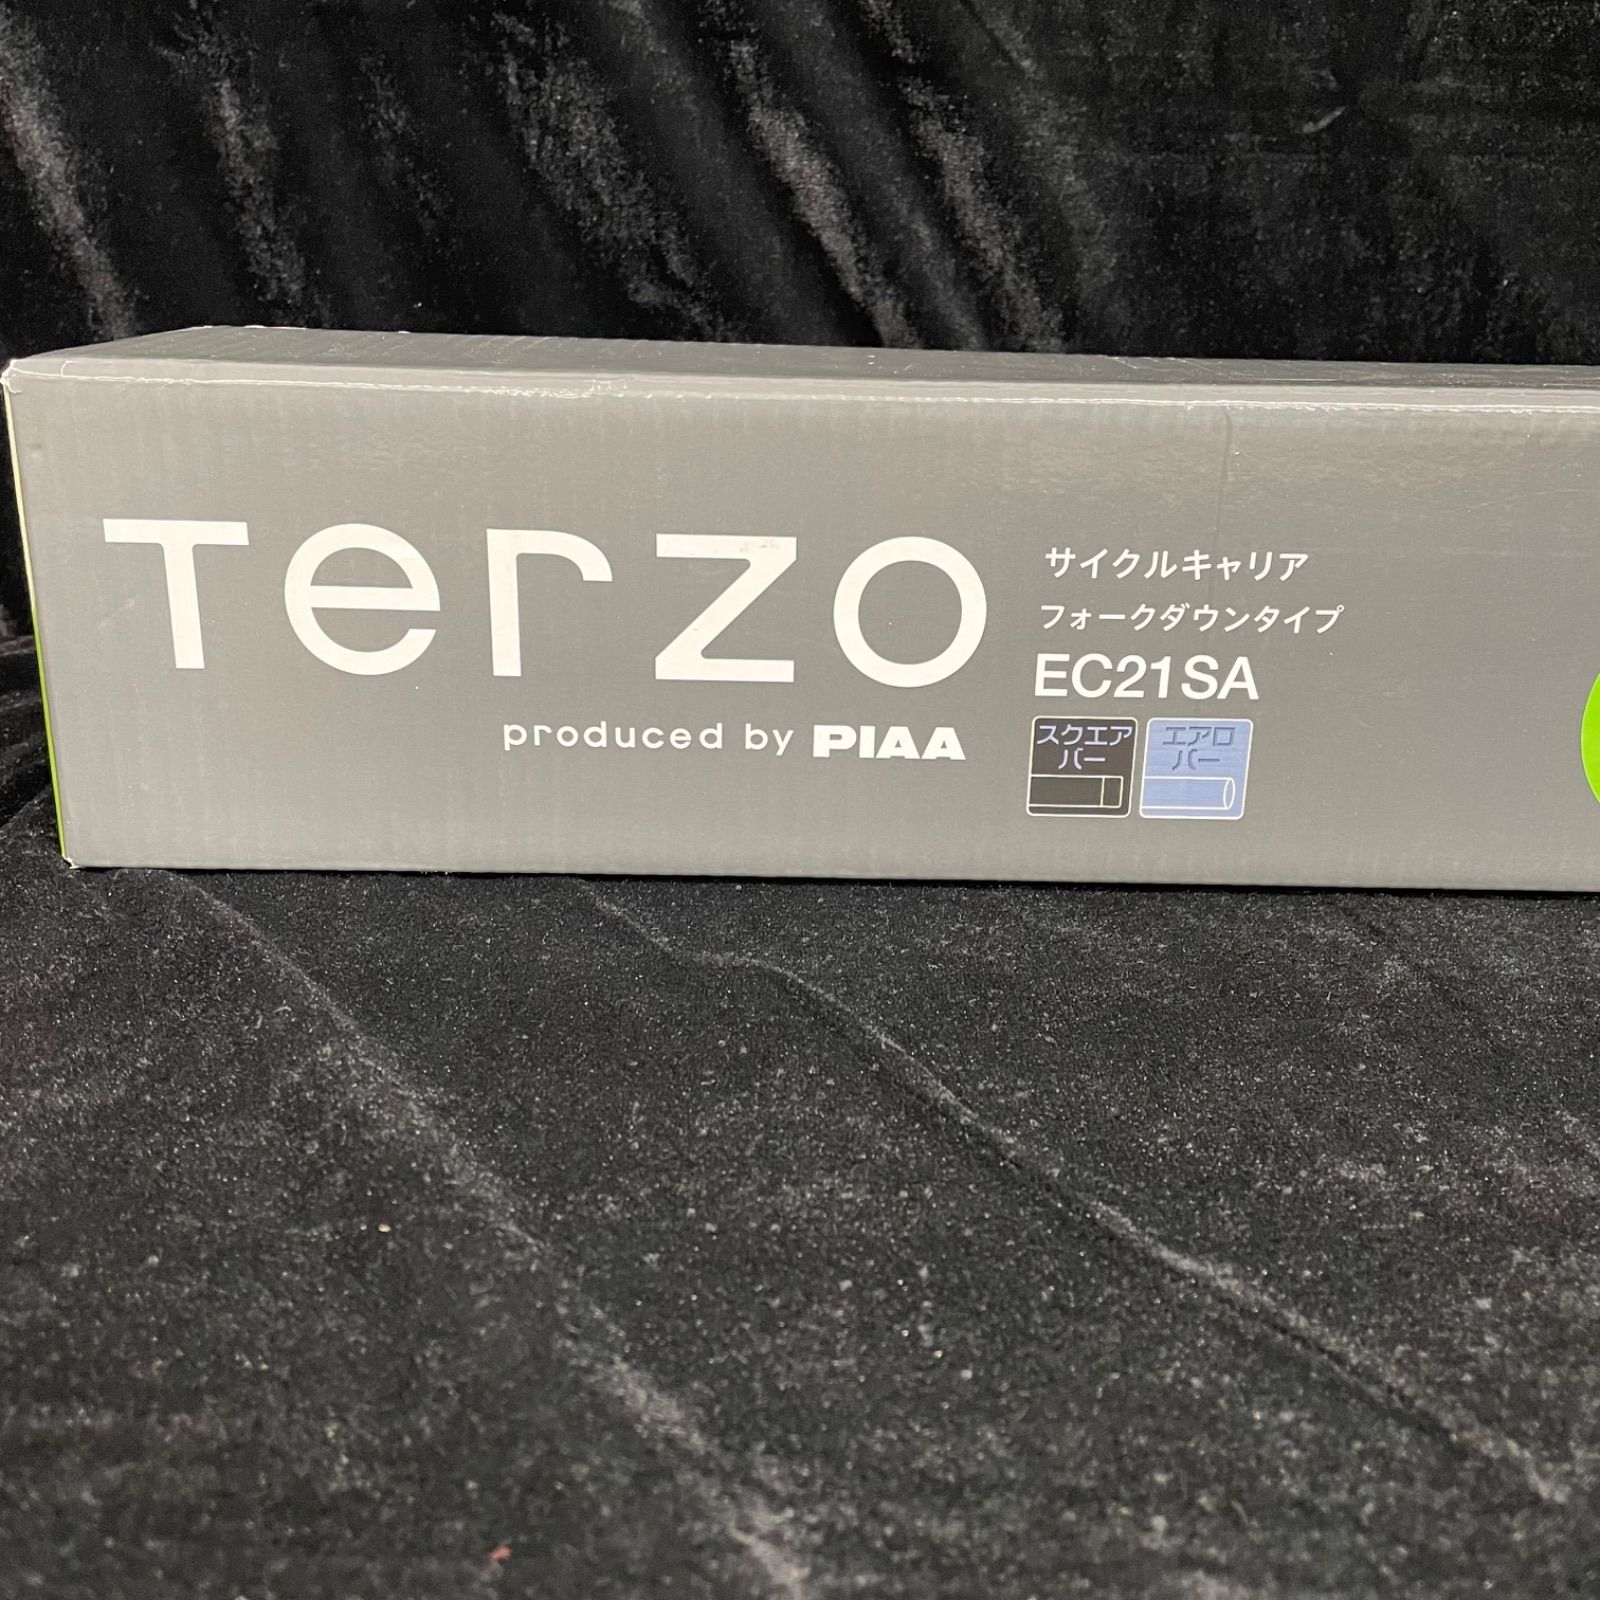 Terzo
produced by PIAA
サイクルキャリア
フォークダウンタイプ
EC21SA
スクエア
バー
エアロ
バー